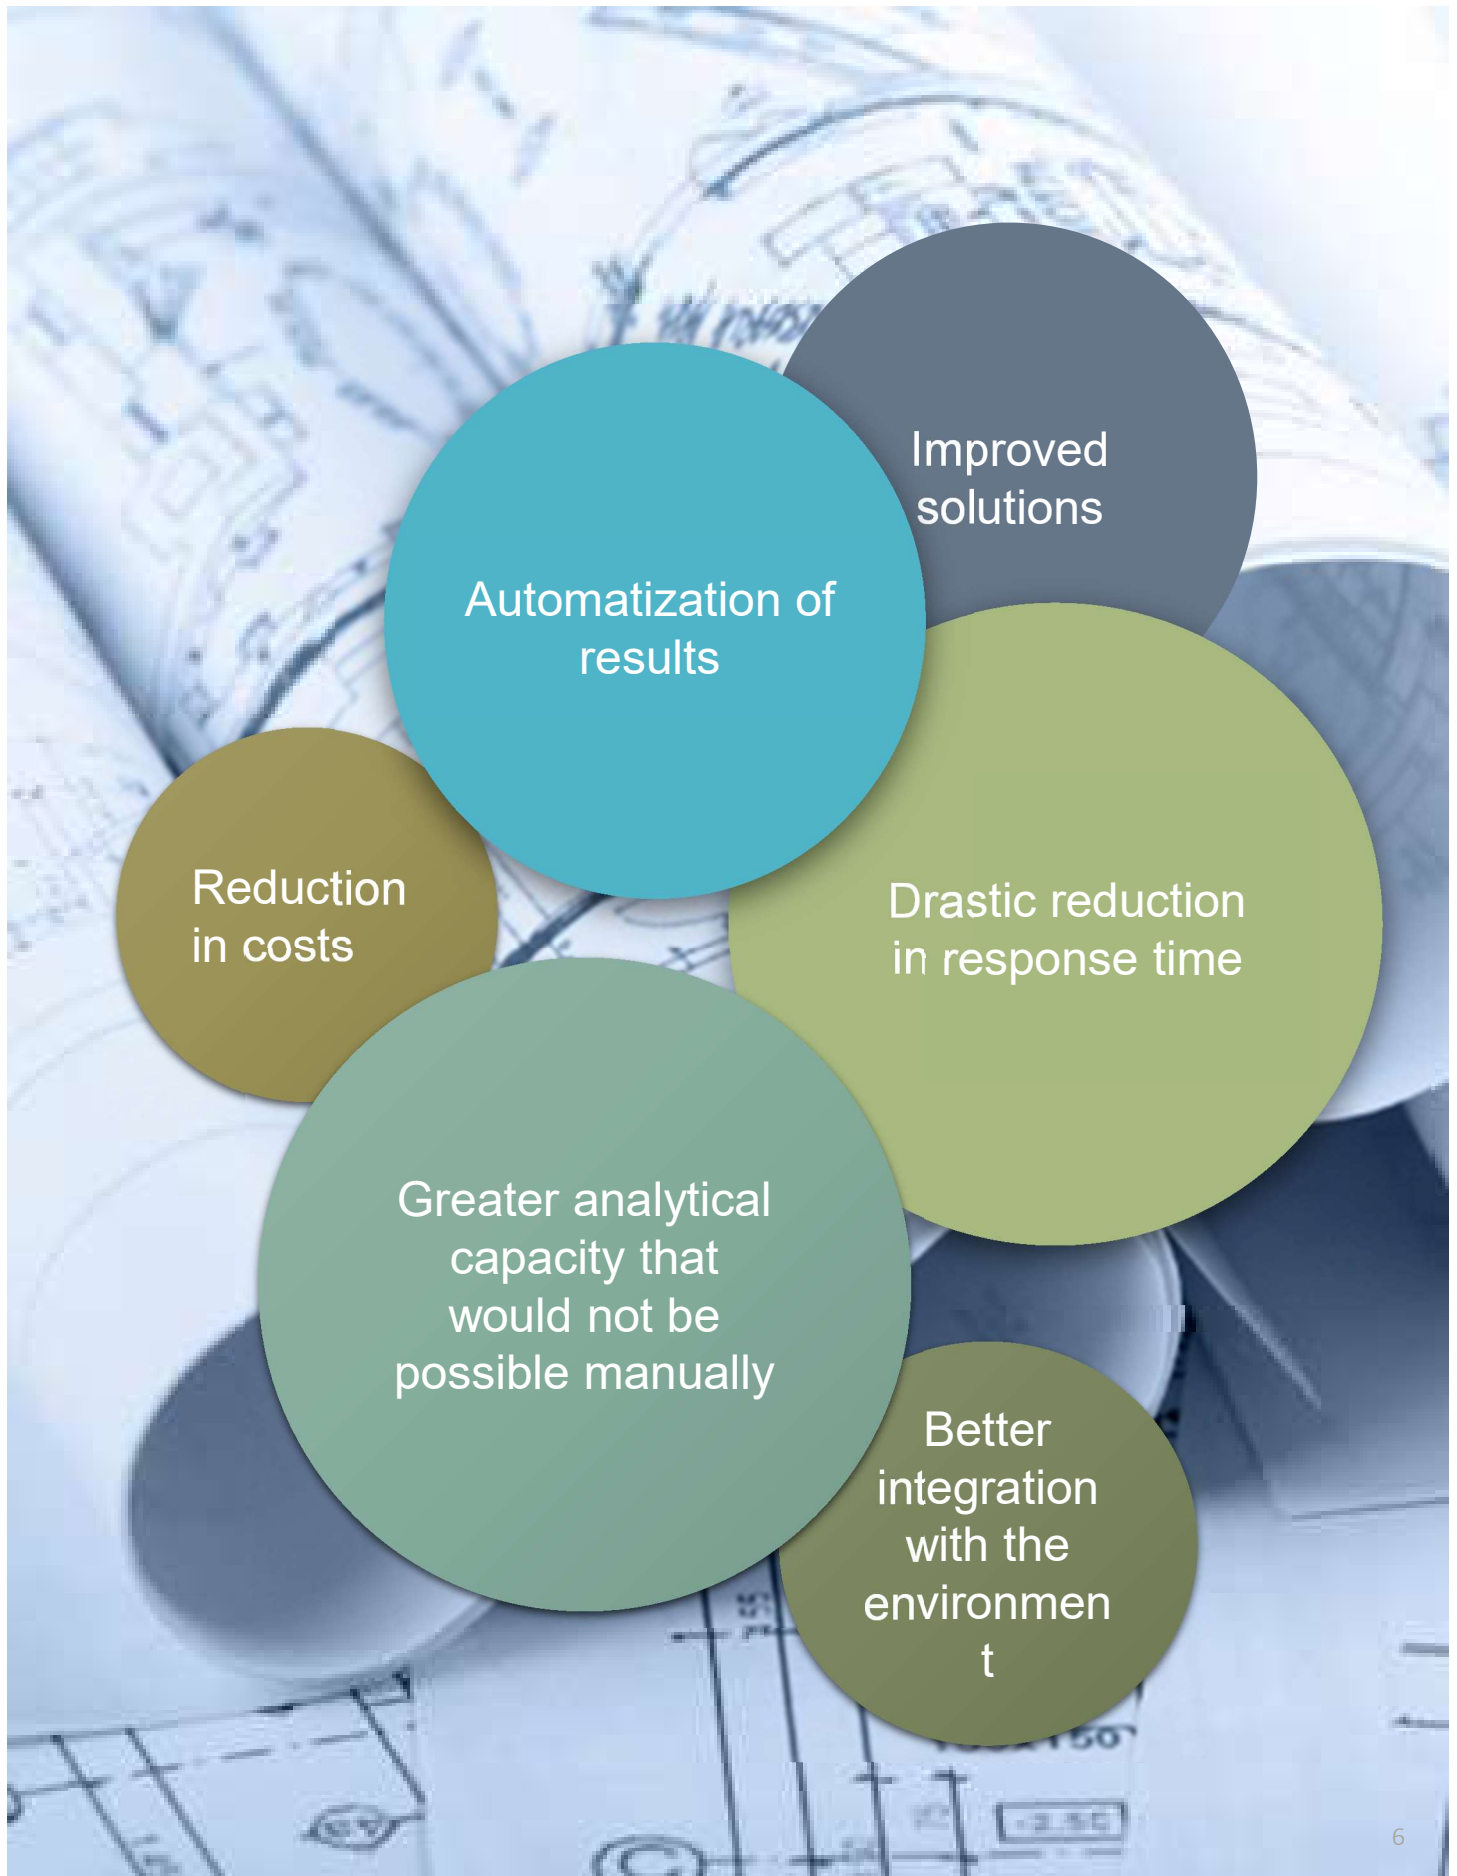 Improved
solutions
Automatization of
results
Reduction
in costs
Drastic reduction
in response time
Greater analytical
capacity that
would not be
possible manually
Better
integration
with the
environmen
t
6